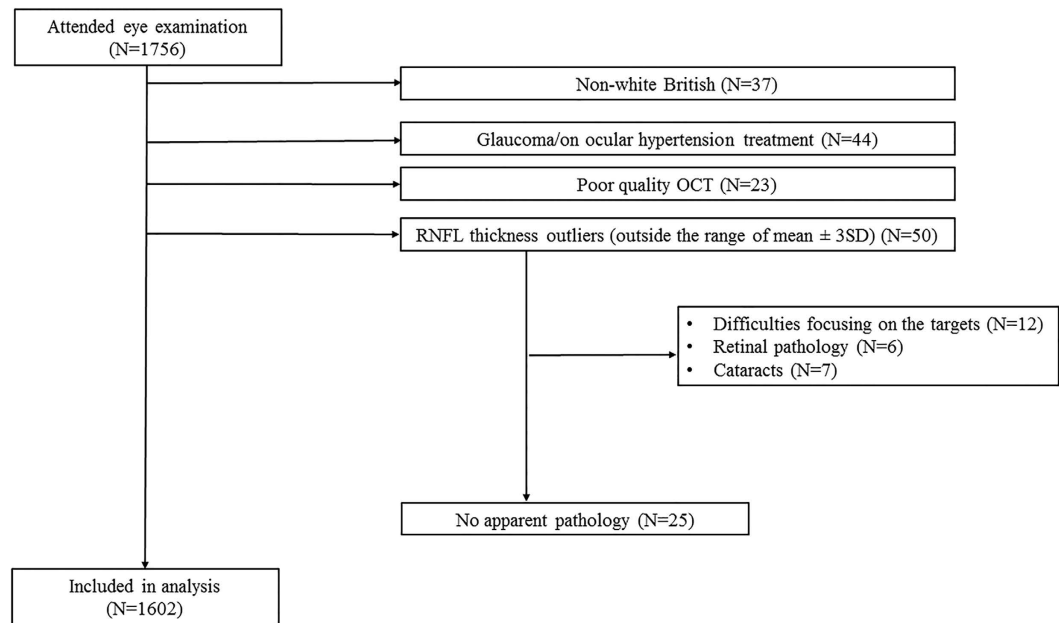 Attended eye examination
(N=1756)
Non-white British (N=37)
Glaucoma/on ocular hypertension treatment (N=44)
Poor quality OCT (N=23)
RNFL thickness outliers (outside the range of mean ± 3SD) (N=50)
• Difficulties focusing on the targets (N=12)
• Retinal pathology (N=6)
• Cataracts (N=7)
No apparent pathology (N=25)
Included in analysis
(N=1602)